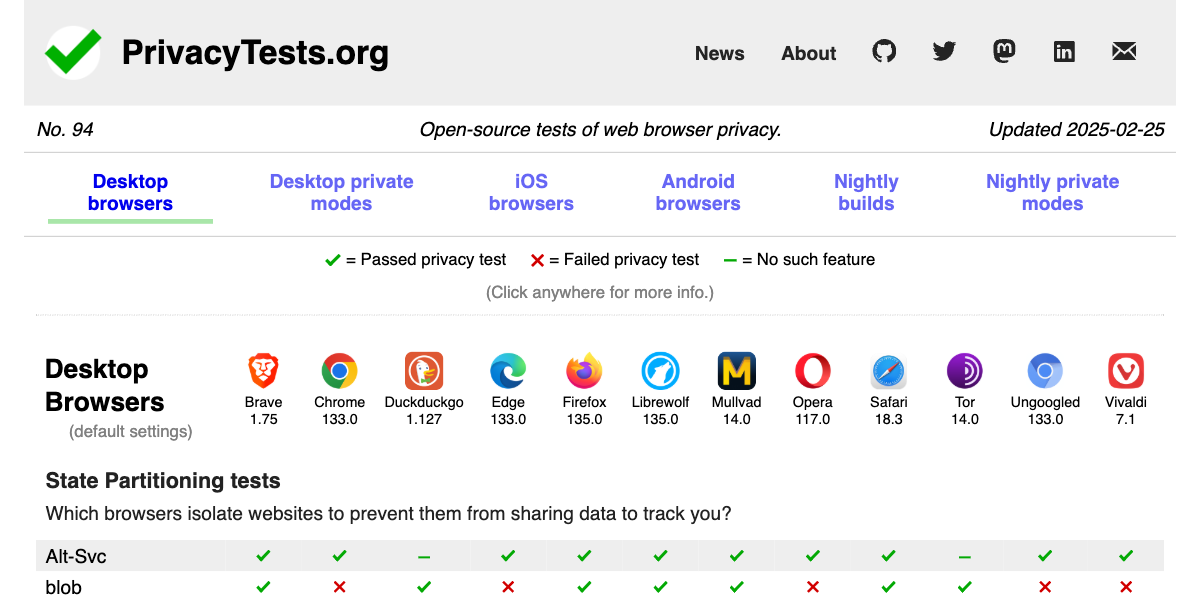 PrivacyTests.org
News About
No. 94 Open-source tests of web browser privacy. Updated 2025-02-25
Desktop browsers Desktop private modes iOS browsers Android browsers Nightly builds Nightly private modes
= Passed privacy test = Failed privacy test = No such feature
(Click anywhere for more info.)
Desktop Browsers
(default settings)
Brave Chrome Duckduckgo Edge Firefox Librewolf Mullvad Opera Safari Tor Ungoogled Vivaldi
1.75 133.0 1.127 133.0 135.0 135.0 14.0 117.0 18.3 14.0 133.0 7.1
State Partitioning tests
Which browsers isolate websites to prevent them from sharing data to track you?
Alt-Svc
blob